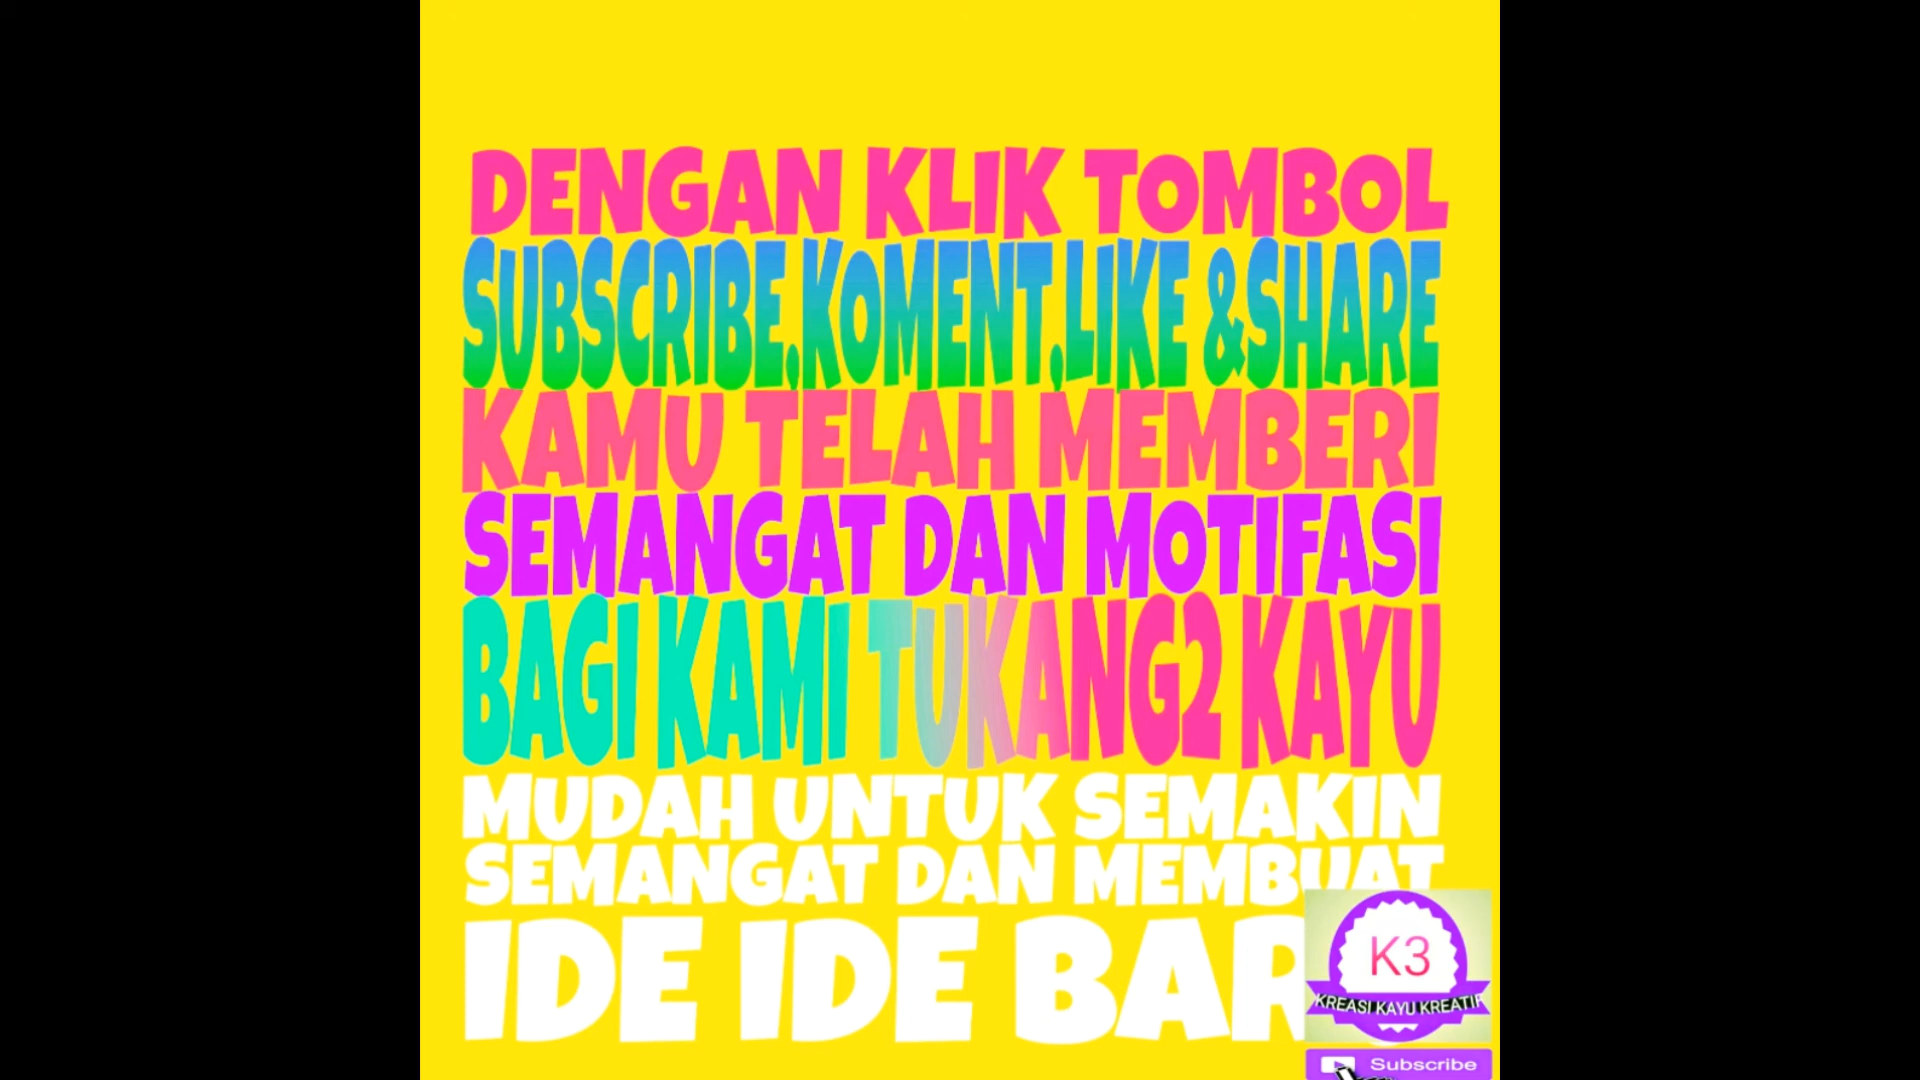 DENGAN KLIK TOMBOL
SUBSCRIBE,KOMENT,LIKE &SHARE
KAMU TELAH MEMBERI
SEMANGAT DAN MOTIFASI
BAGI KAMI TUKANG2 KAYU
MUDAH UNTUK SEMAKIN
SEMANGAT DAN MEMBUAT
IDE IDE
K3
KREASI KAYU KREATIF
Subscribe